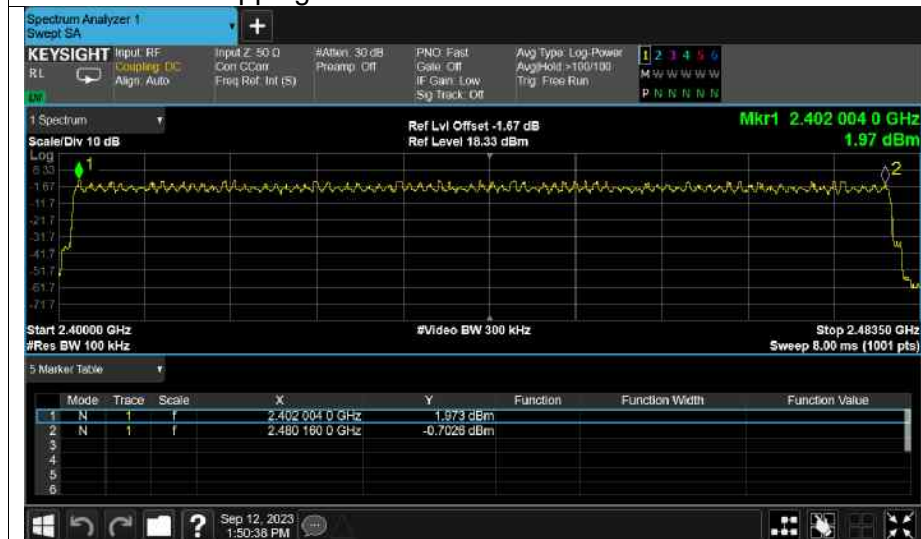 Spectrum Analyzer 1
Swept SA
+
KEYSIGHT Input: RF Input Z: 50 Ω #Atten: 30 dB PNO: Fast Avg Type: Log-Power 1 2 3 4 5 6
RL Coupling: DC Corr CCorr Preamp: Off Gate: Off Avg|Hold: >100/100 M W W W W W
Align: Auto Freq Ref: Int (S) IF Gain: Low Trig: Free Run P N N N N N
Sig Track: Off
1 Spectrum Ref Lvl Offset -1.67 dB Mkr1 2.402 004 0 GHz
Scale/Div 10 dB Ref Level 18.33 dBm 1.97 dBm
Log
8.33
1
2
-1.67
-11.7
-21.7
-31.7
-41.7
-51.7
-61.7
-71.7
Start 2.40000 GHz #Video BW 300 kHz Stop 2.48350 GHz
#Res BW 100 kHz Sweep 8.00 ms (1001 pts)
5 Marker Table
Mode Trace Scale X Y Function Function Width Function Value
1 N 1 f 2.402 004 0 GHz 1.973 dBm
2 N 1 f 2.480 160 0 GHz -0.7026 dBm
3
4
5
6
? Sep 12, 2023
1:50:38 PM